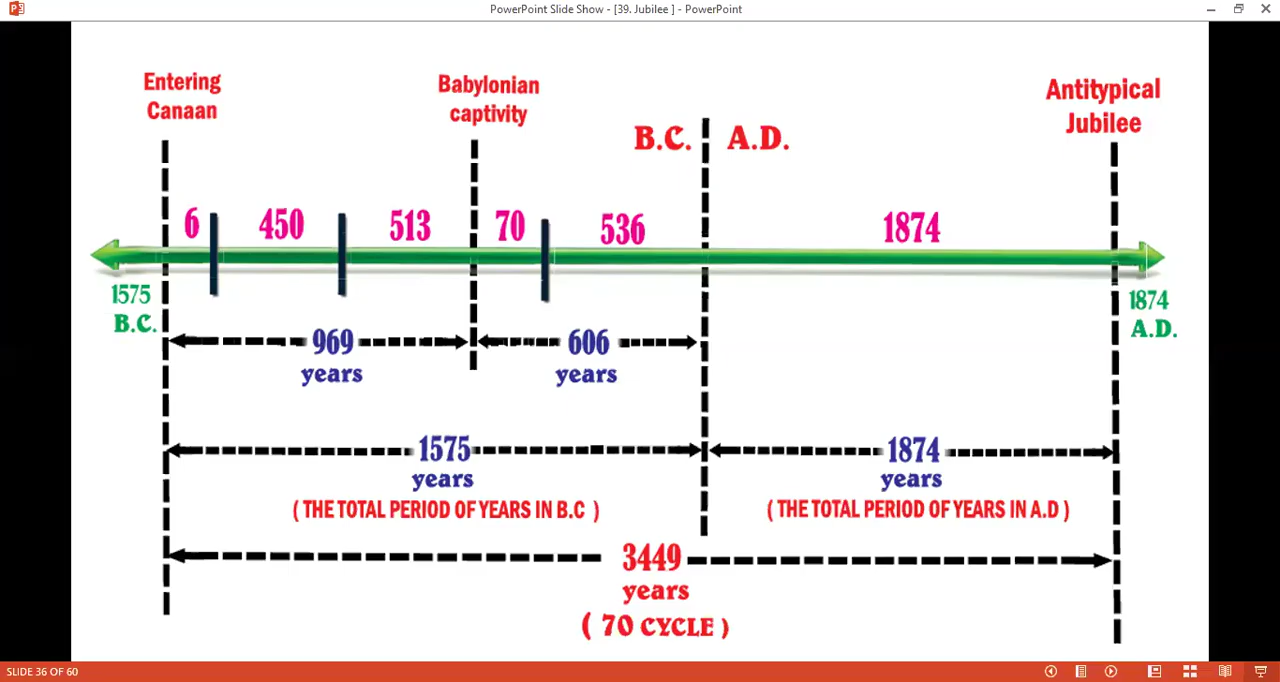 PowerPoint Slide Show - [39. Jubilee ] - PowerPoint
Entering
Canaan
Babylonian
captivity
B.C. A.D.
Antitypical
Jubilee
6 450 513 70 536 1874
1575
B.C.
1874
A.D.
969
years
606
years
1575
years
( THE TOTAL PERIOD OF YEARS IN B.C )
1874
years
( THE TOTAL PERIOD OF YEARS IN A.D )
3449
years
( 70 CYCLE )
SLIDE 36 OF 60